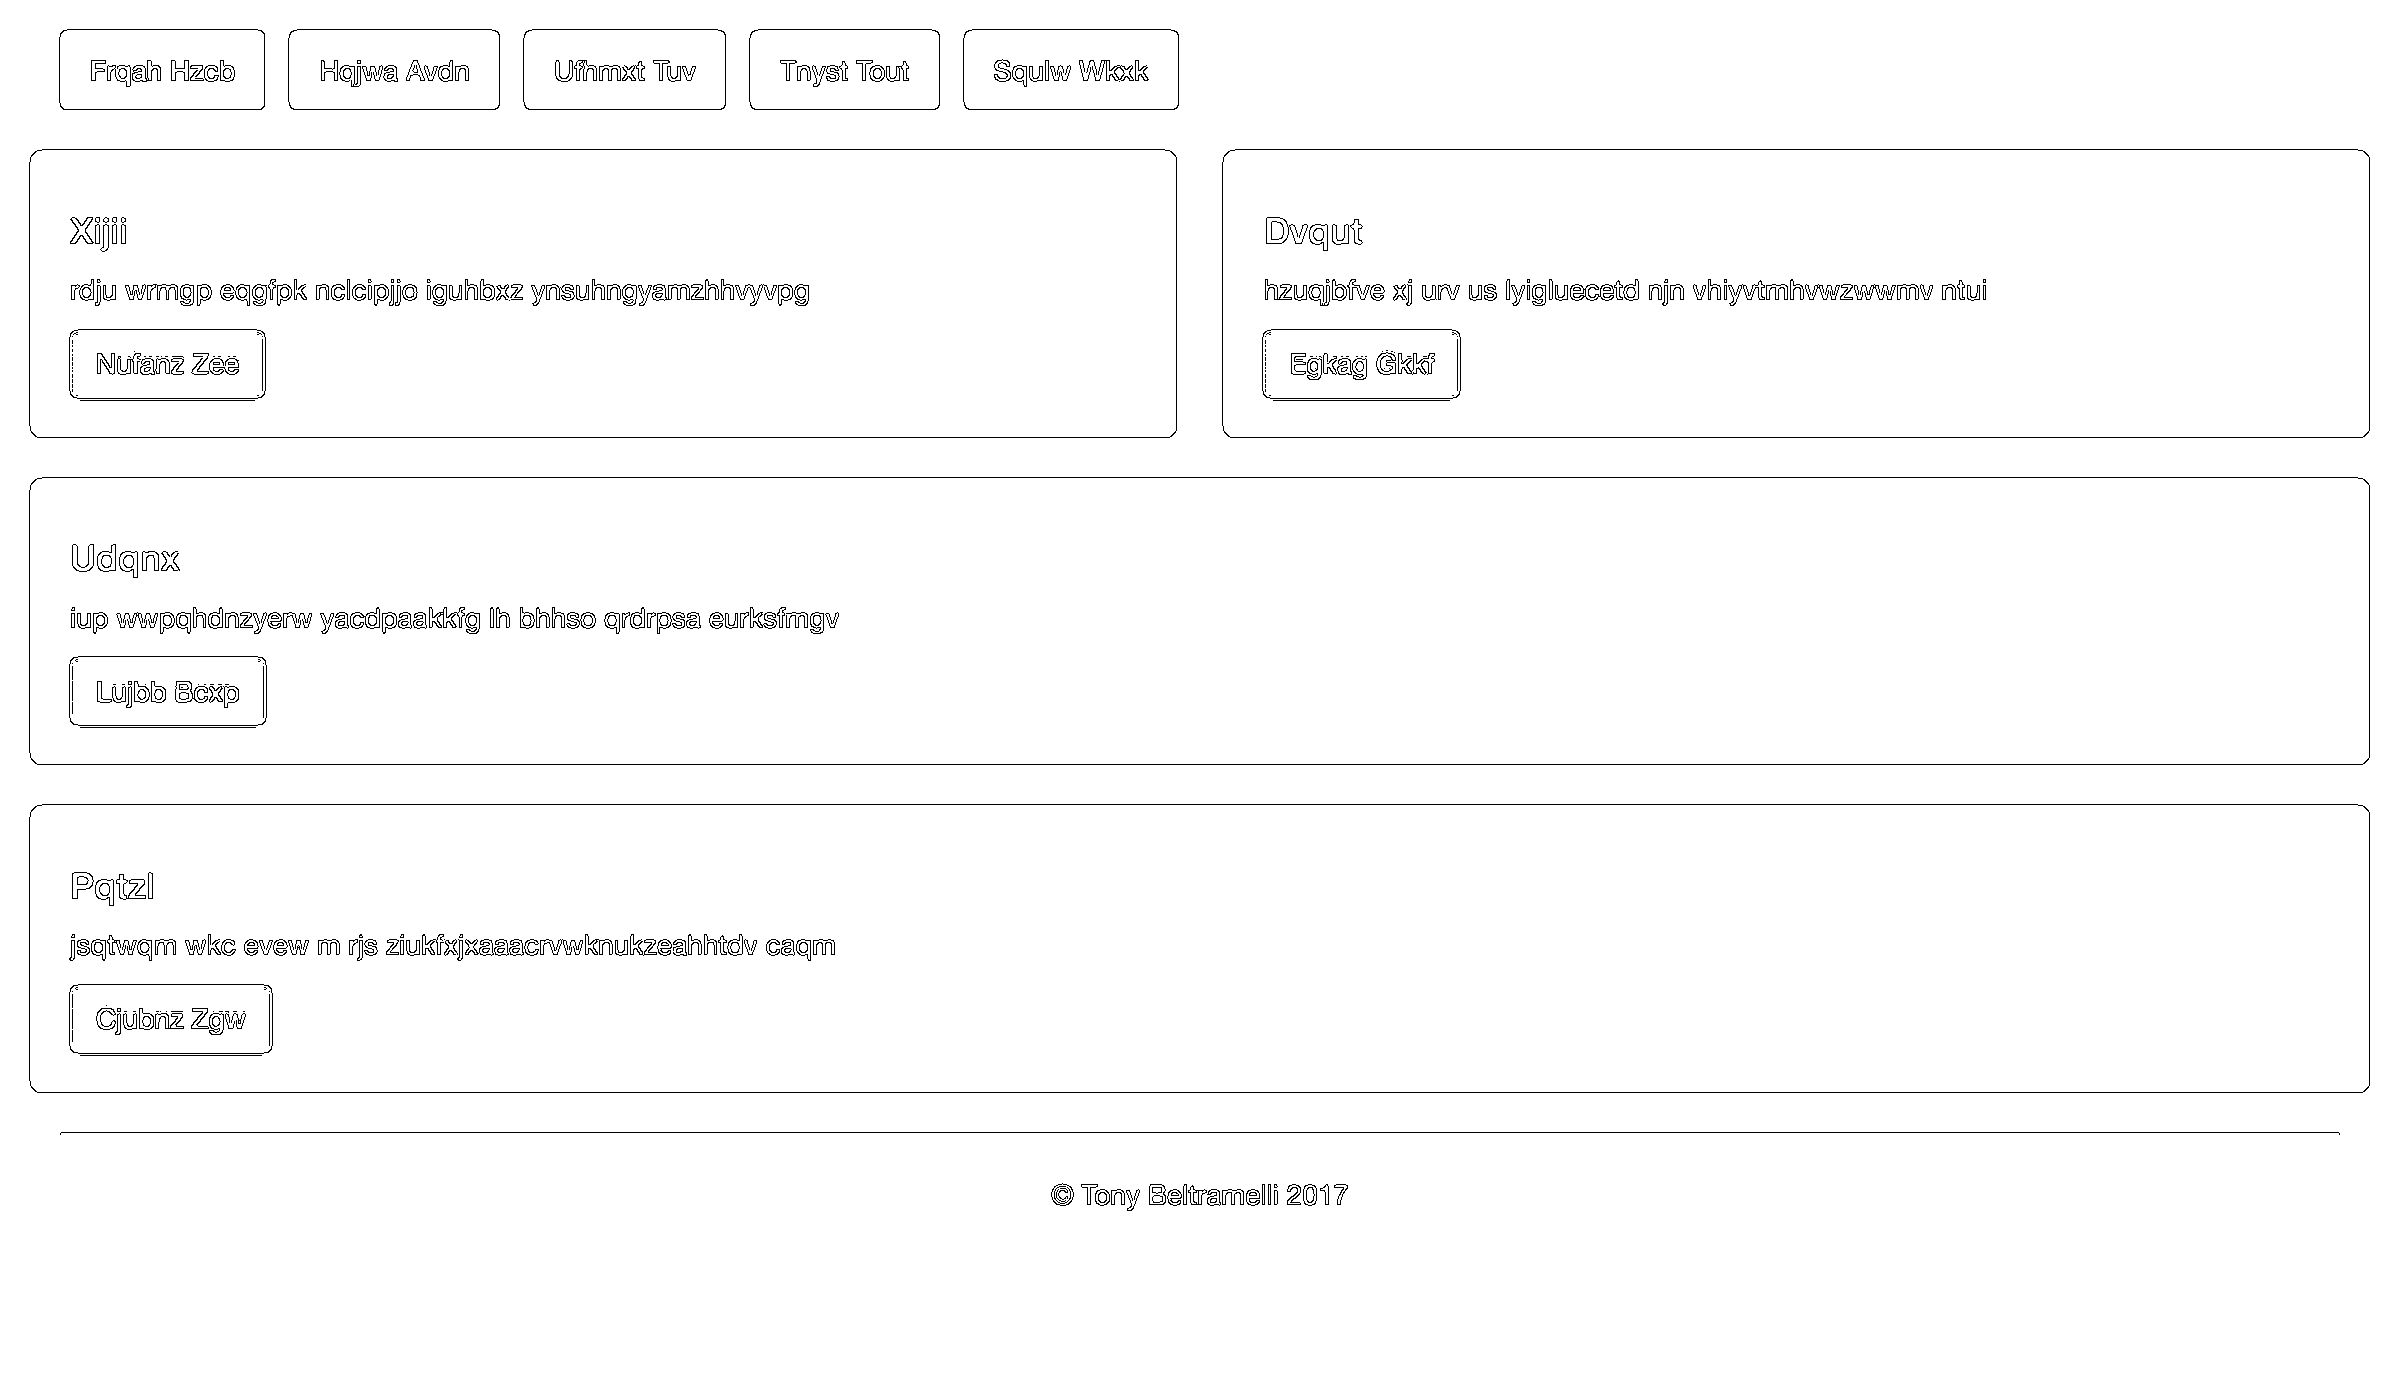 Frqah Hzcb Hqjwa Avdn Ufhmxt Tuv Tnyst Tout Squlw Wkxk
Xijii
rdju wrmgp eqgfpk nclcipjjo iguhbxz ynsuhngyamzhhvyvpg
Nufanz Zee
Dvqut
hzuqjbfve xj urv us lyigluecetd njn vhiyvtmhvwzwwmv ntui
Egkag Gkkf
Udqnx
iup wwpqhdnzyerw yacdpaakkfg lh bhhso qrdrpsa eurksfmgv
Lujbb Bcxp
Pqtzl
jsqtwqm wkc evew m rjs ziukfxjxaaacrvwknukzeahhtdv caqm
Cjubnz Zgw
© Tony Beltramelli 2017